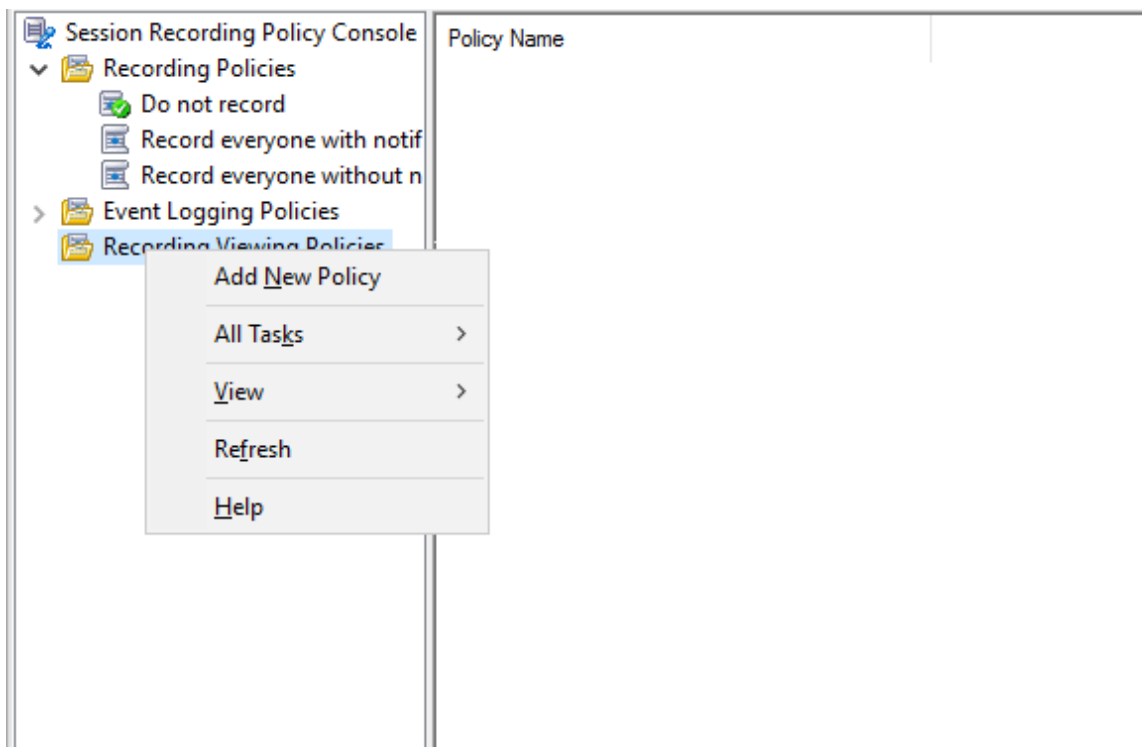 Session Recording Policy Console
Policy Name
Recording Policies
Do not record
Record everyone with notif
Record everyone without n
Event Logging Policies
Recording Viewing Policies
Add New Policy
All Tasks
View
Refresh
Help